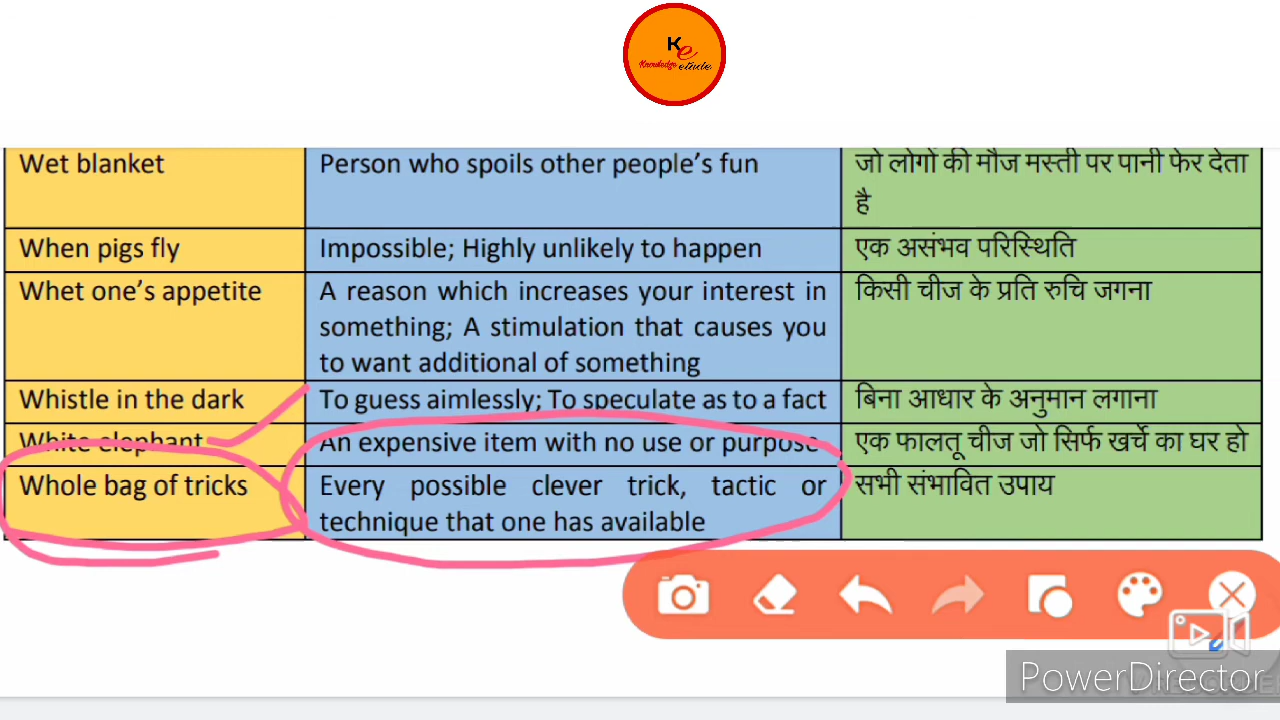 Ke
Knowledge
etude
Wet blanket
Person who spoils other people's fun
जो लोगों की मौज मस्ती पर पानी फेर देता
है
When pigs fly
Impossible; Highly unlikely to happen
एक असंभव परिस्थिति
Whet one's appetite
A reason which increases your interest in
something; A stimulation that causes you
to want additional of something
किसी चीज के प्रति रुचि जगना
Whistle in the dark
To guess aimlessly; To speculate as to a fact
बिना आधार के अनुमान लगाना
White elephant
An expensive item with no use or purpose
एक फालतू चीज जो सिर्फ खर्चे का घर हो
Whole bag of tricks
Every possible clever trick, tactic or
technique that one has available
सभी संभावित उपाय
PowerDirector